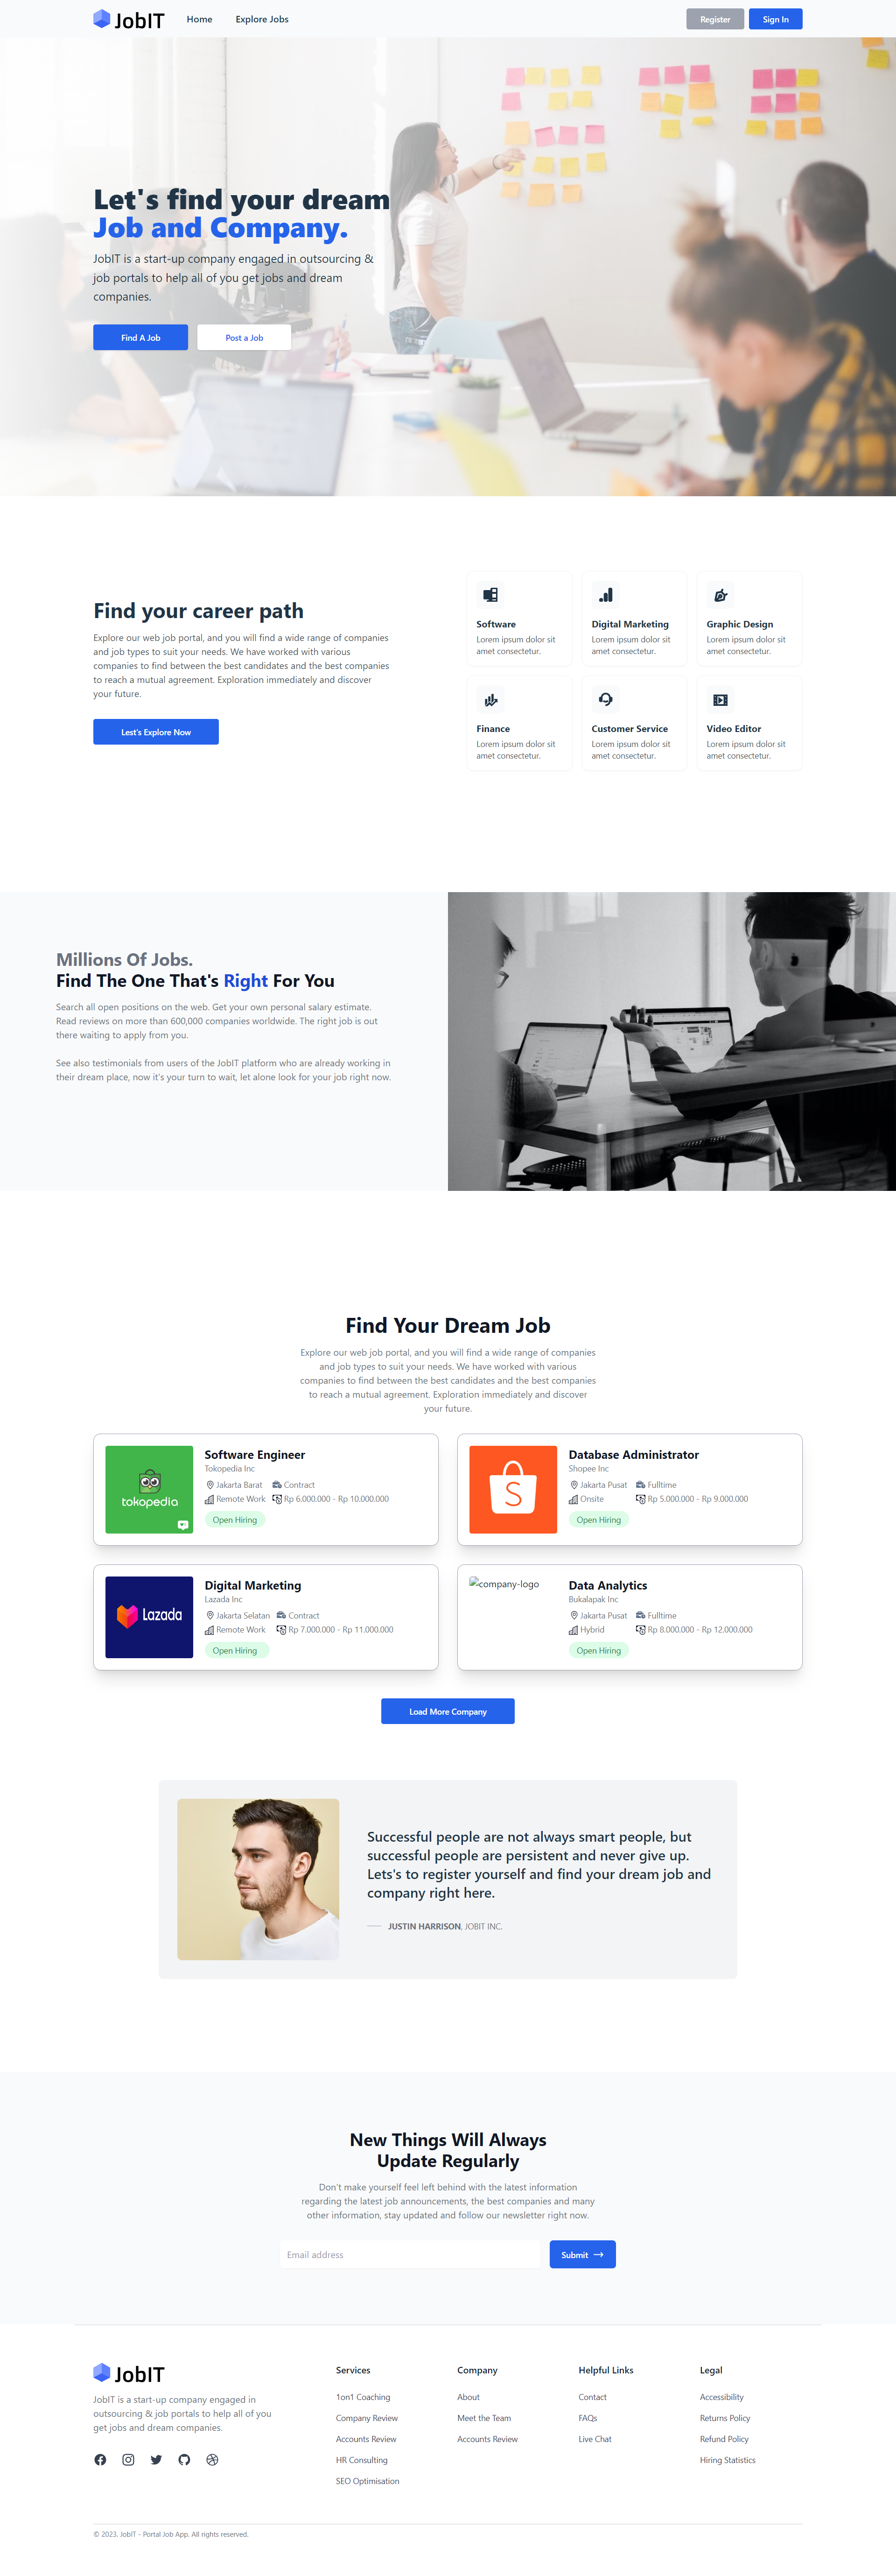 JobIT
Home
Explore Jobs
Register
Sign In
Let's find your dream
Job and Company.
JobIT is a start-up company engaged in outsourcing &
job portals to help all of you get jobs and dream
companies.
Find A Job
Post a Job
Find your career path
Explore our web job portal, and you will find a wide range of companies
and job types to suit your needs. We have worked with various
companies to find between the best candidates and the best companies
to reach a mutual agreement. Exploration immediately and discover
your future.
Lest's Explore Now
Software
Lorem ipsum dolor sit
amet consectetur.
Digital Marketing
Lorem ipsum dolor sit
amet consectetur.
Graphic Design
Lorem ipsum dolor sit
amet consectetur.
Finance
Lorem ipsum dolor sit
amet consectetur.
Customer Service
Lorem ipsum dolor sit
amet consectetur.
Video Editor
Lorem ipsum dolor sit
amet consectetur.
Millions Of Jobs.
Find The One That's Right For You
Search all open positions on the web. Get your own personal salary estimate.
Read reviews on more than 600,000 companies worldwide. The right job is out
there waiting to apply from you.
See also testimonials from users of the JobIT platform who are already working in
their dream place, now it's your turn to wait, let alone look for your job right now.
Find Your Dream Job
Explore our web job portal, and you will find a wide range of companies
and job types to suit your needs. We have worked with various
companies to find between the best candidates and the best companies
to reach a mutual agreement. Exploration immediately and discover
your future.
tokopedia
Software Engineer
Tokopedia Inc
Jakarta Barat
Contract
Remote Work
Rp 6.000.000 - Rp 10.000.000
Open Hiring
S
Database Administrator
Shopee Inc
Jakarta Pusat
Fulltime
Onsite
Rp 5.000.000 - Rp 9.000.000
Open Hiring
Lazada
Digital Marketing
Lazada Inc
Jakarta Selatan
Contract
Remote Work
Rp 7.000.000 - Rp 11.000.000
Open Hiring
company-logo
Data Analytics
Bukalapak Inc
Jakarta Pusat
Fulltime
Hybrid
Rp 8.000.000 - Rp 12.000.000
Open Hiring
Load More Company
Successful people are not always smart people, but
successful people are persistent and never give up.
Lets's to register yourself and find your dream job and
company right here.
JUSTIN HARRISON, JOBIT INC.
New Things Will Always
Update Regularly
Don't make yourself feel left behind with the latest information
regarding the latest job announcements, the best companies and many
other information, stay updated and follow our newsletter right now.
Email address
Submit
JobIT
JobIT is a start-up company engaged in
outsourcing & job portals to help all of you
get jobs and dream companies.
Services
1on1 Coaching
Company Review
Accounts Review
HR Consulting
SEO Optimisation
Company
About
Meet the Team
Accounts Review
Helpful Links
Contact
FAQs
Live Chat
Legal
Accessibility
Returns Policy
Refund Policy
Hiring Statistics
© 2023. JobIT - Portal Job App. All rights reserved.